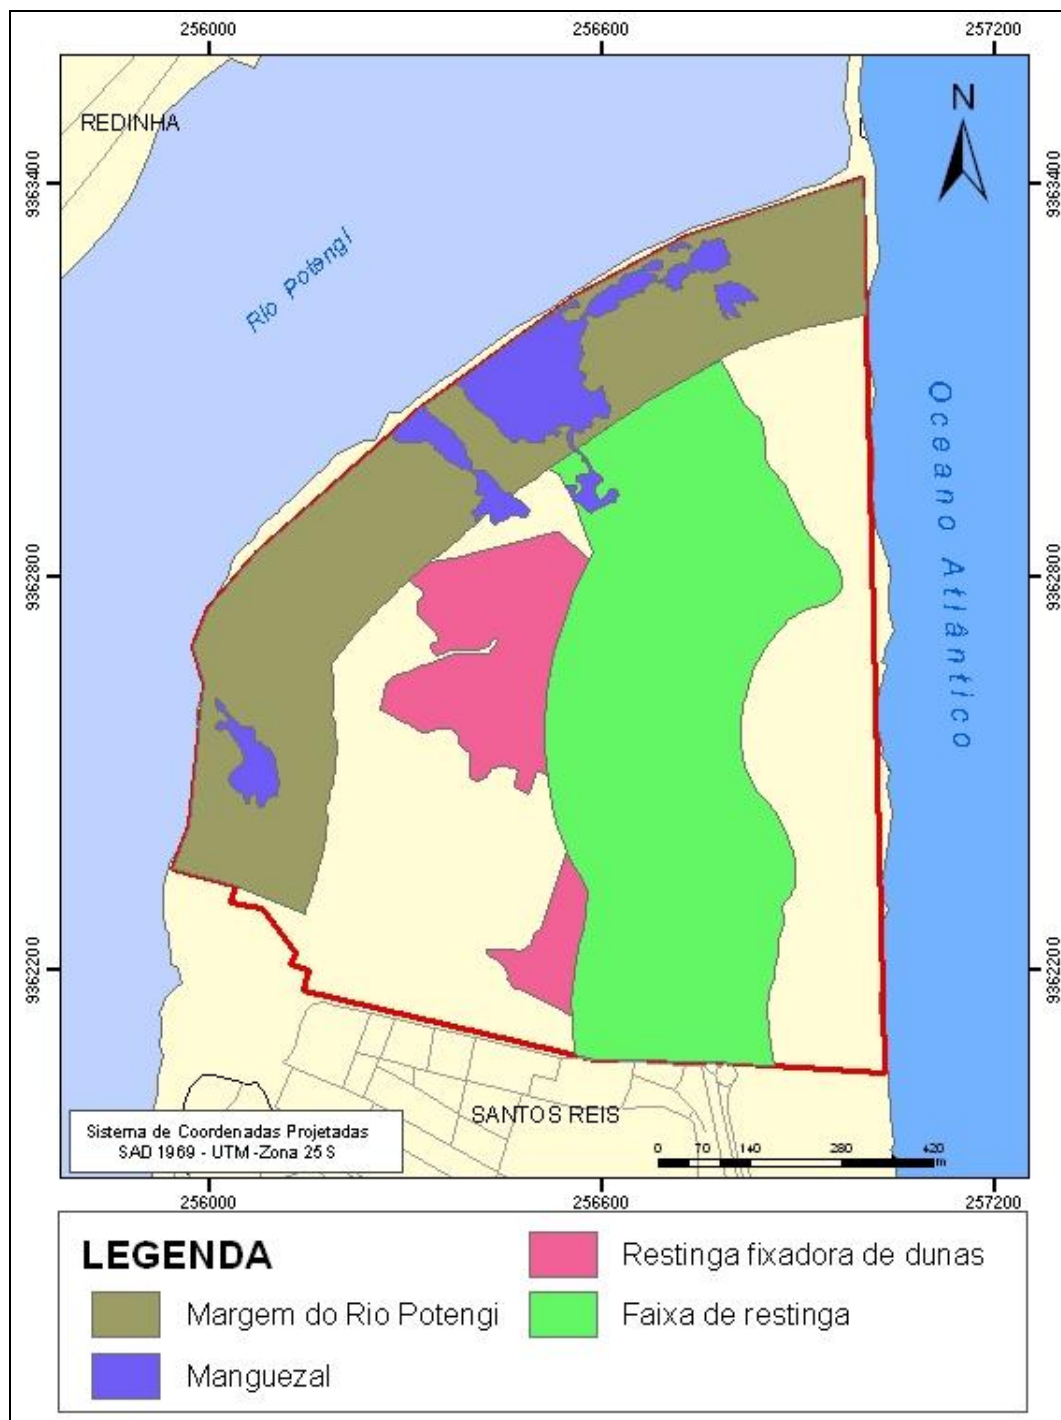 256000
256600
257200
N
REDINHA
9363400
9363400
Rio Potengi
Oceano Atlântico
9362800
9362800
9362200
9362200
SANTOS REIS
Sistema de Coordenadas Projetadas
SAD 1969 - UTM -Zona 25 S
0 70 140 280 420
m
256000
256600
257200
LEGENDA
Margem do Rio Potengi
Manguezal
Restinga fixadora de dunas
Faixa de restinga